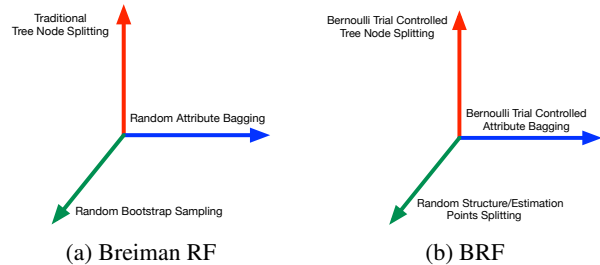 Traditional
Tree Node Splitting
Random Attribute Bagging
Random Bootstrap Sampling
(a) Breiman RF
Bernoulli Trial Controlled
Tree Node Splitting
Bernoulli Trial Controlled
Attribute Bagging
Random Structure/Estimation
Points Splitting
(b) BRF